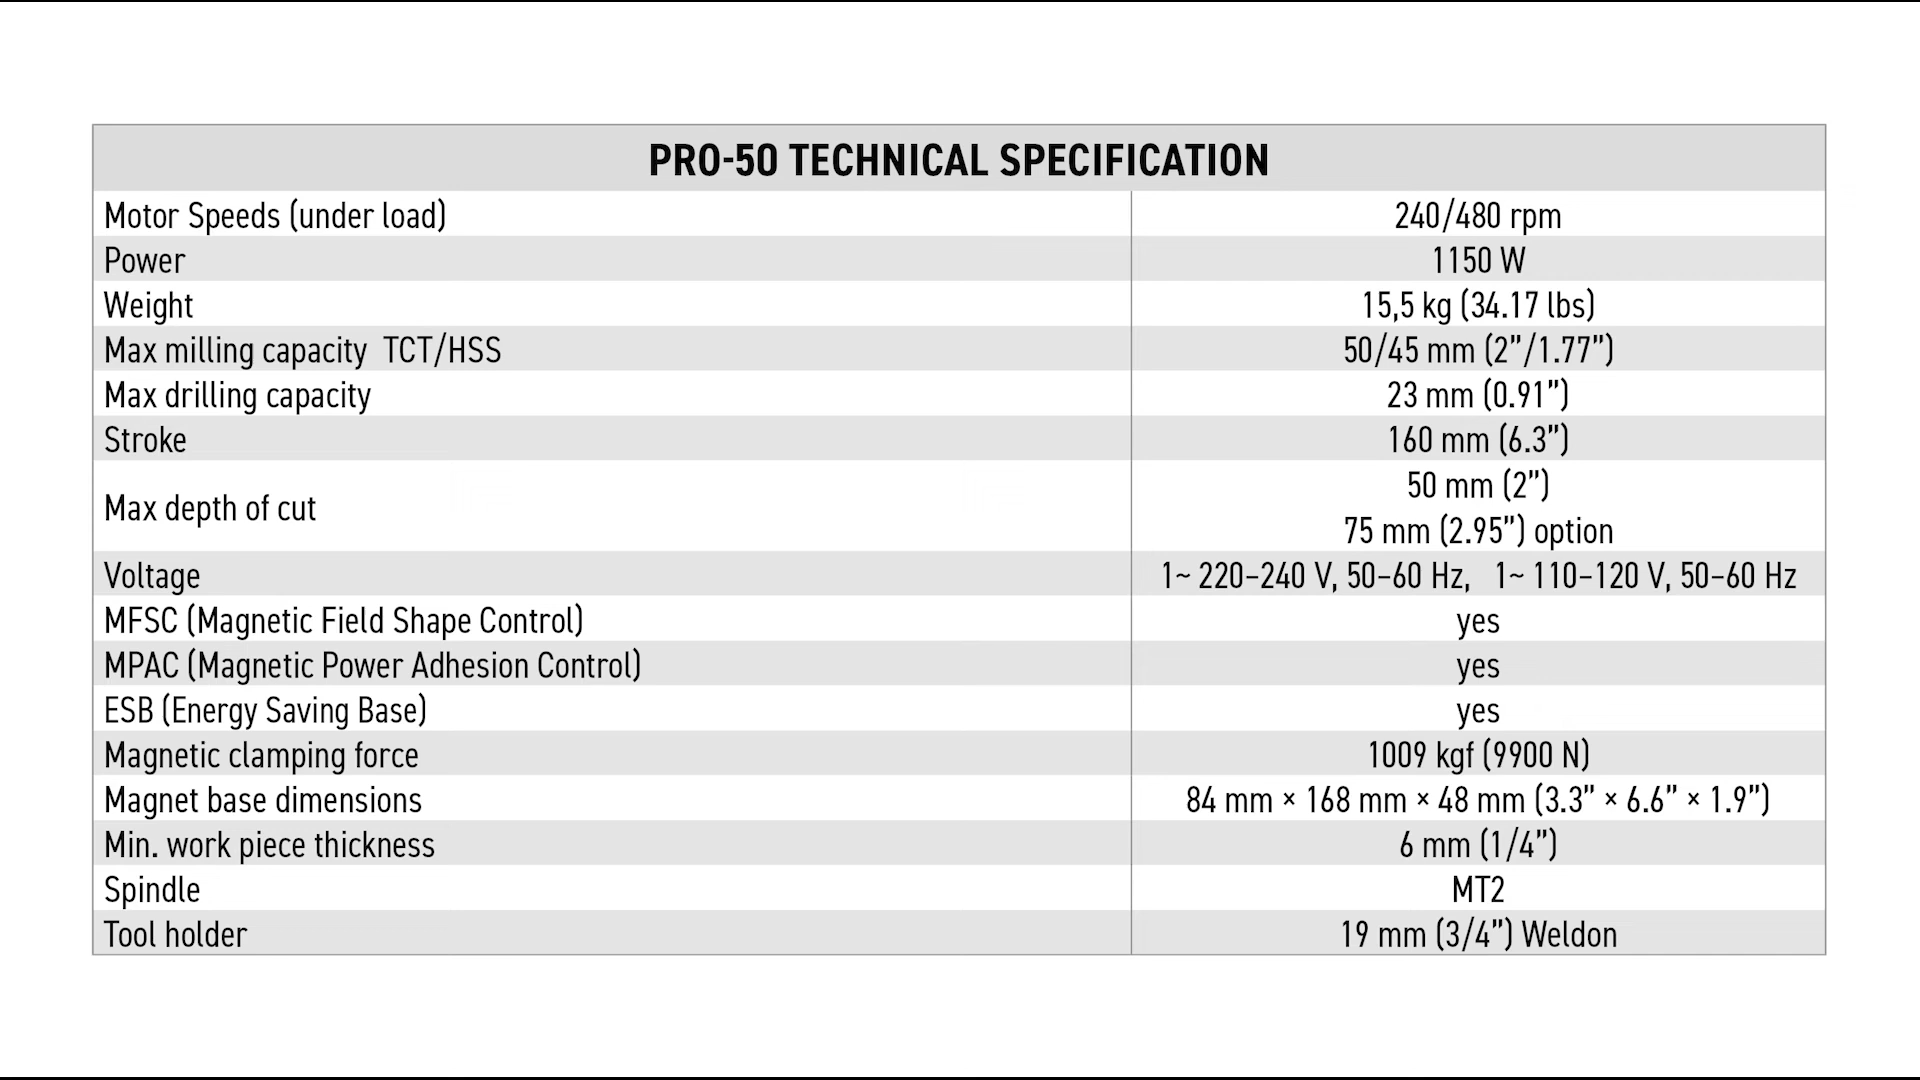 PRO-50 TECHNICAL SPECIFICATION
Motor Speeds (under load) 240/480 rpm
Power 1150 W
Weight 15,5 kg (34.17 lbs)
Max milling capacity  TCT/HSS 50/45 mm (2”/1.77”)
Max drilling capacity 23 mm (0.91”)
Stroke 160 mm (6.3”)
Max depth of cut 50 mm (2”)
75 mm (2.95”) option
Voltage 1~ 220–240 V, 50–60 Hz,  1~ 110–120 V, 50–60 Hz
MFSC (Magnetic Field Shape Control) yes
MPAC (Magnetic Power Adhesion Control) yes
ESB (Energy Saving Base) yes
Magnetic clamping force 1009 kgf (9900 N)
Magnet base dimensions 84 mm × 168 mm × 48 mm (3.3” × 6.6” × 1.9”)
Min. work piece thickness 6 mm (1/4”)
Spindle MT2
Tool holder 19 mm (3/4”) Weldon